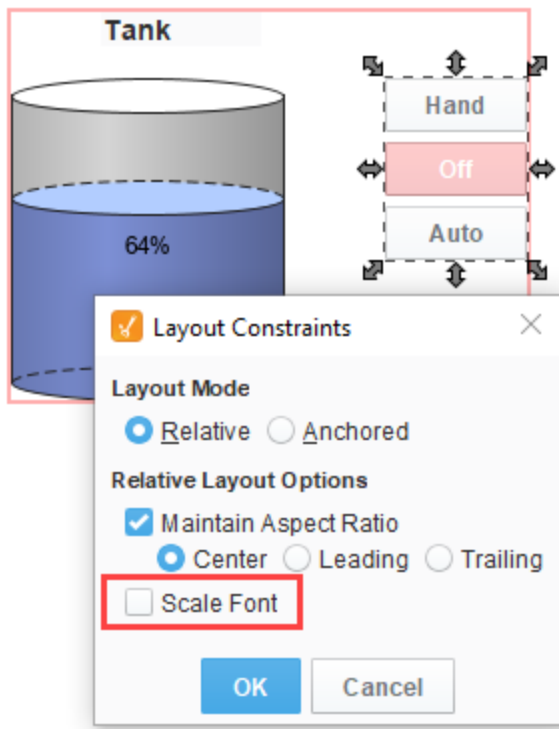 Tank
Hand
Off
Auto
64%
Layout Constraints
Layout Mode
Relative Anchored
Relative Layout Options
Maintain Aspect Ratio
Center Leading Trailing
Scale Font
OK Cancel